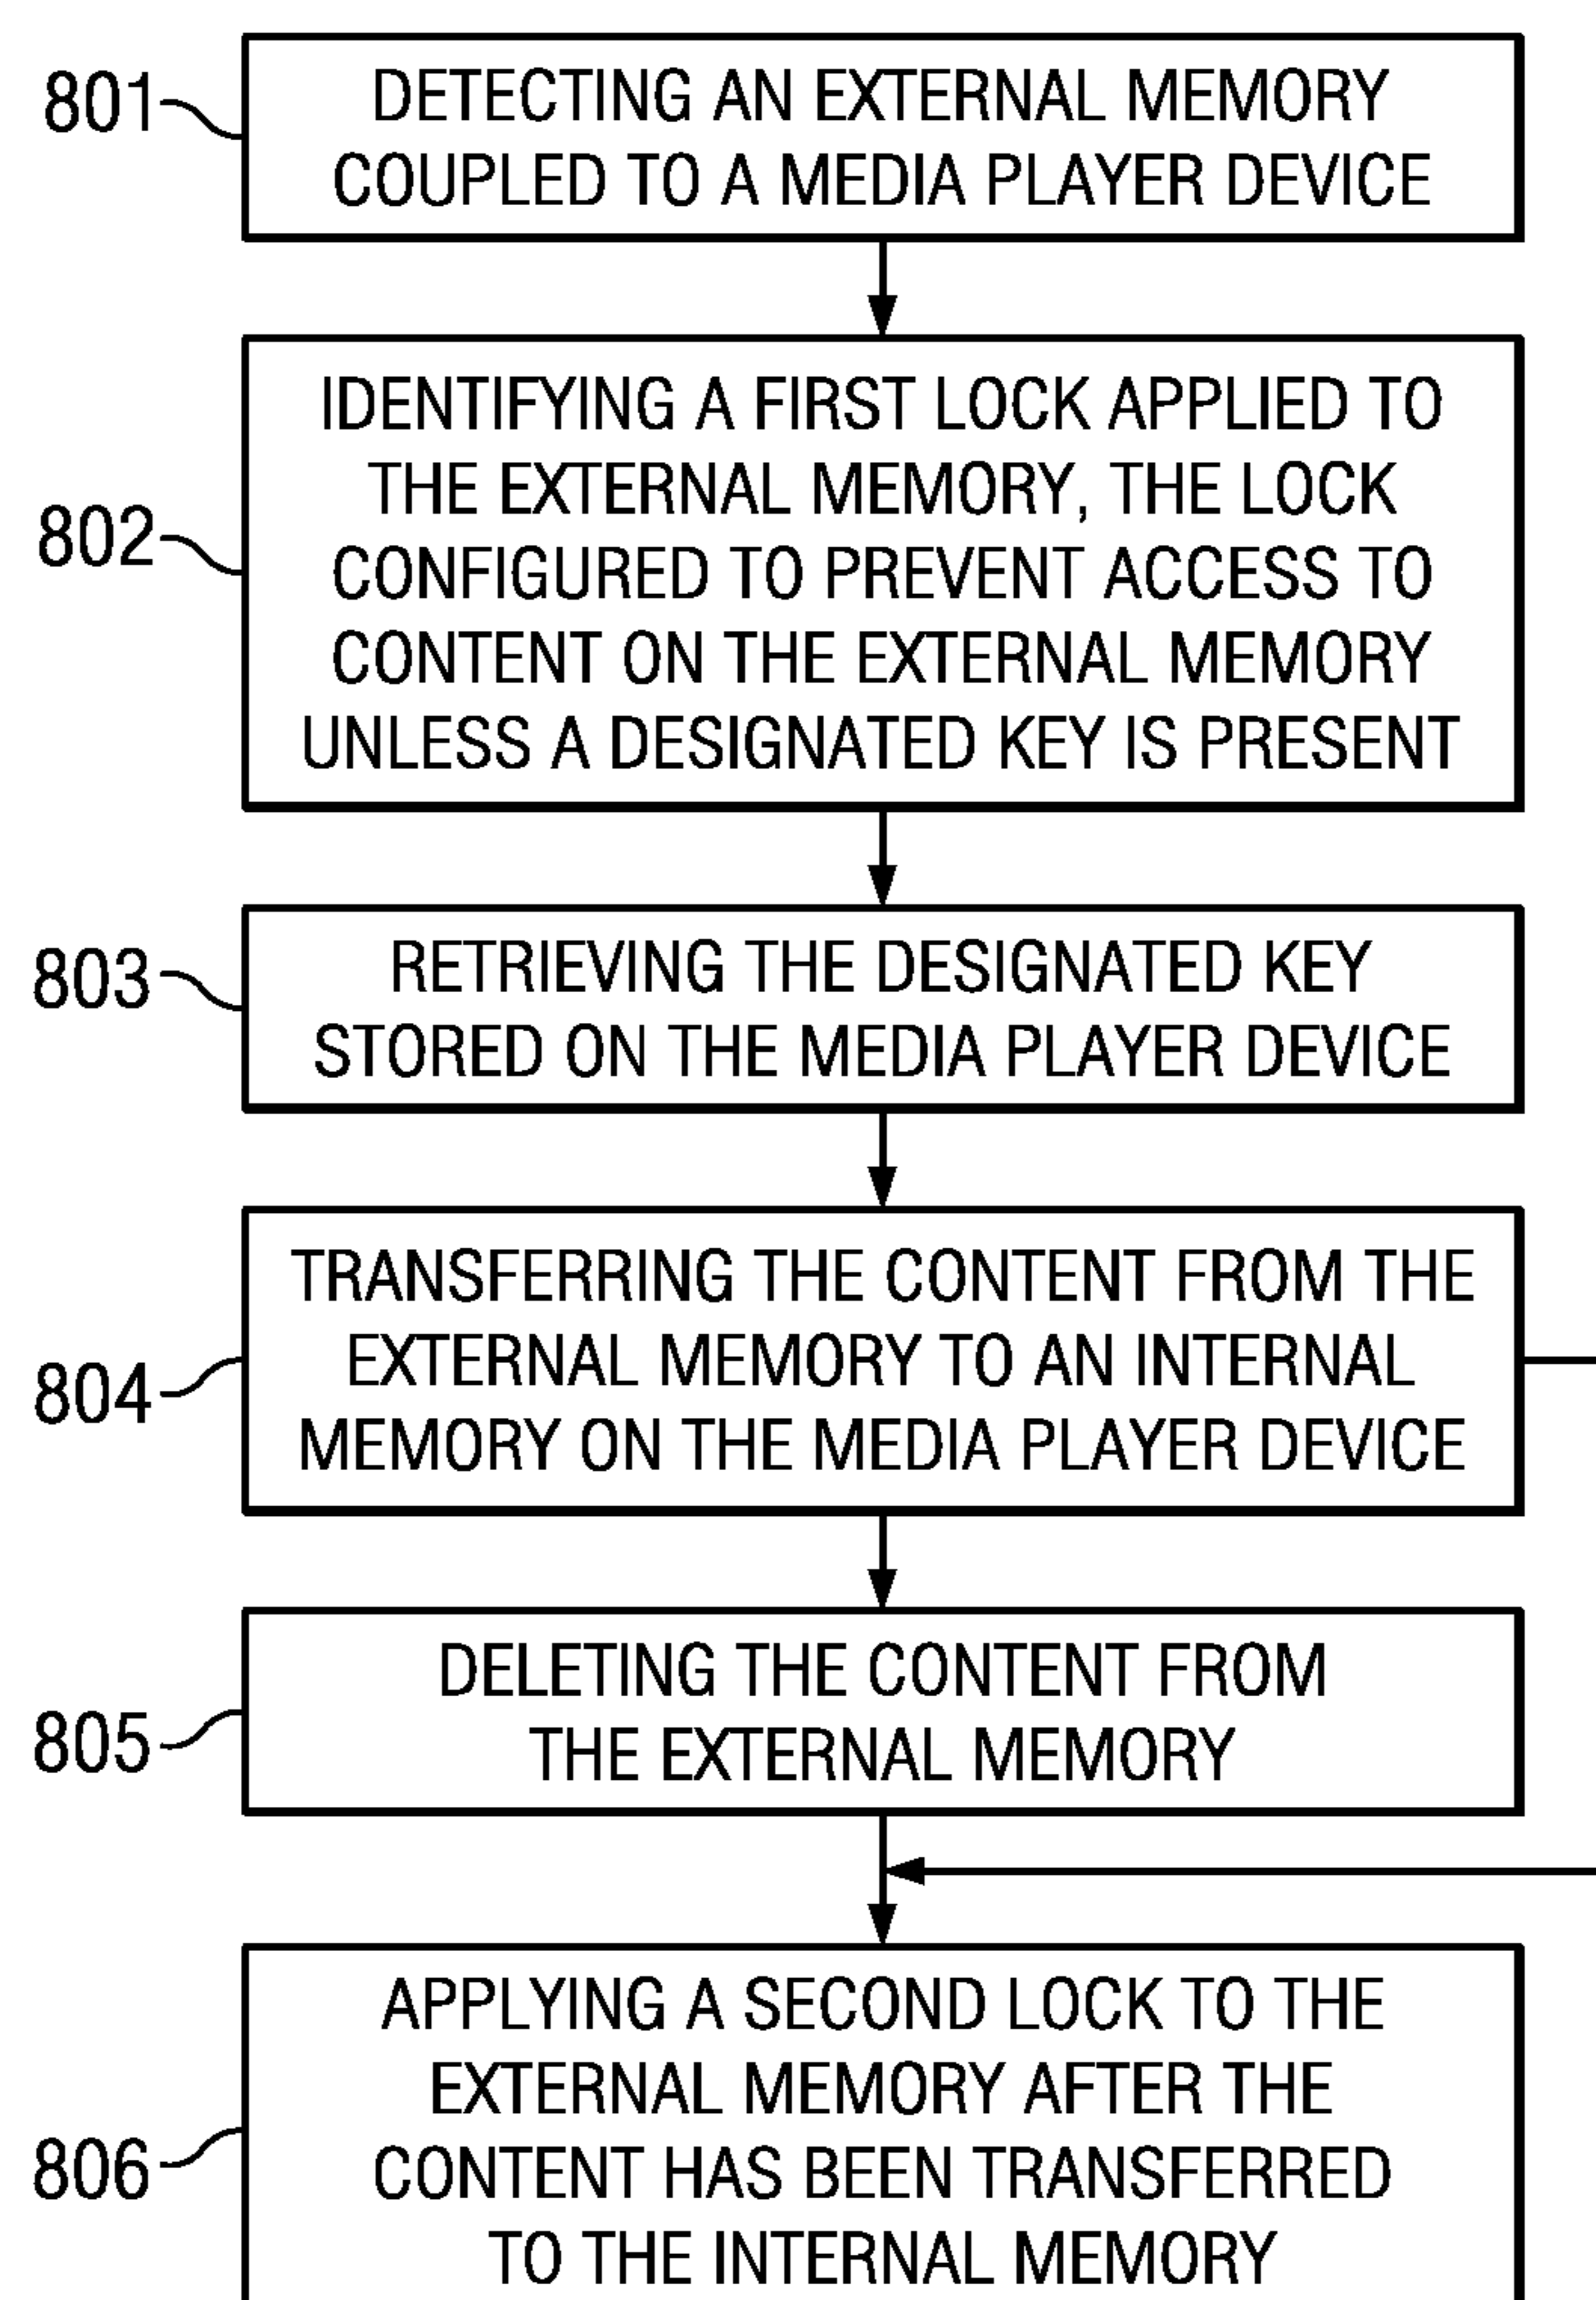 801
DETECTING AN EXTERNAL MEMORY
COUPLED TO A MEDIA PLAYER DEVICE
802
IDENTIFYING A FIRST LOCK APPLIED TO
THE EXTERNAL MEMORY, THE LOCK
CONFIGURED TO PREVENT ACCESS TO
CONTENT ON THE EXTERNAL MEMORY
UNLESS A DESIGNATED KEY IS PRESENT
803
RETRIEVING THE DESIGNATED KEY
STORED ON THE MEDIA PLAYER DEVICE
804
TRANSFERRING THE CONTENT FROM THE
EXTERNAL MEMORY TO AN INTERNAL
MEMORY ON THE MEDIA PLAYER DEVICE
805
DELETING THE CONTENT FROM
THE EXTERNAL MEMORY
806
APPLYING A SECOND LOCK TO THE
EXTERNAL MEMORY AFTER THE
CONTENT HAS BEEN TRANSFERRED
TO THE INTERNAL MEMORY